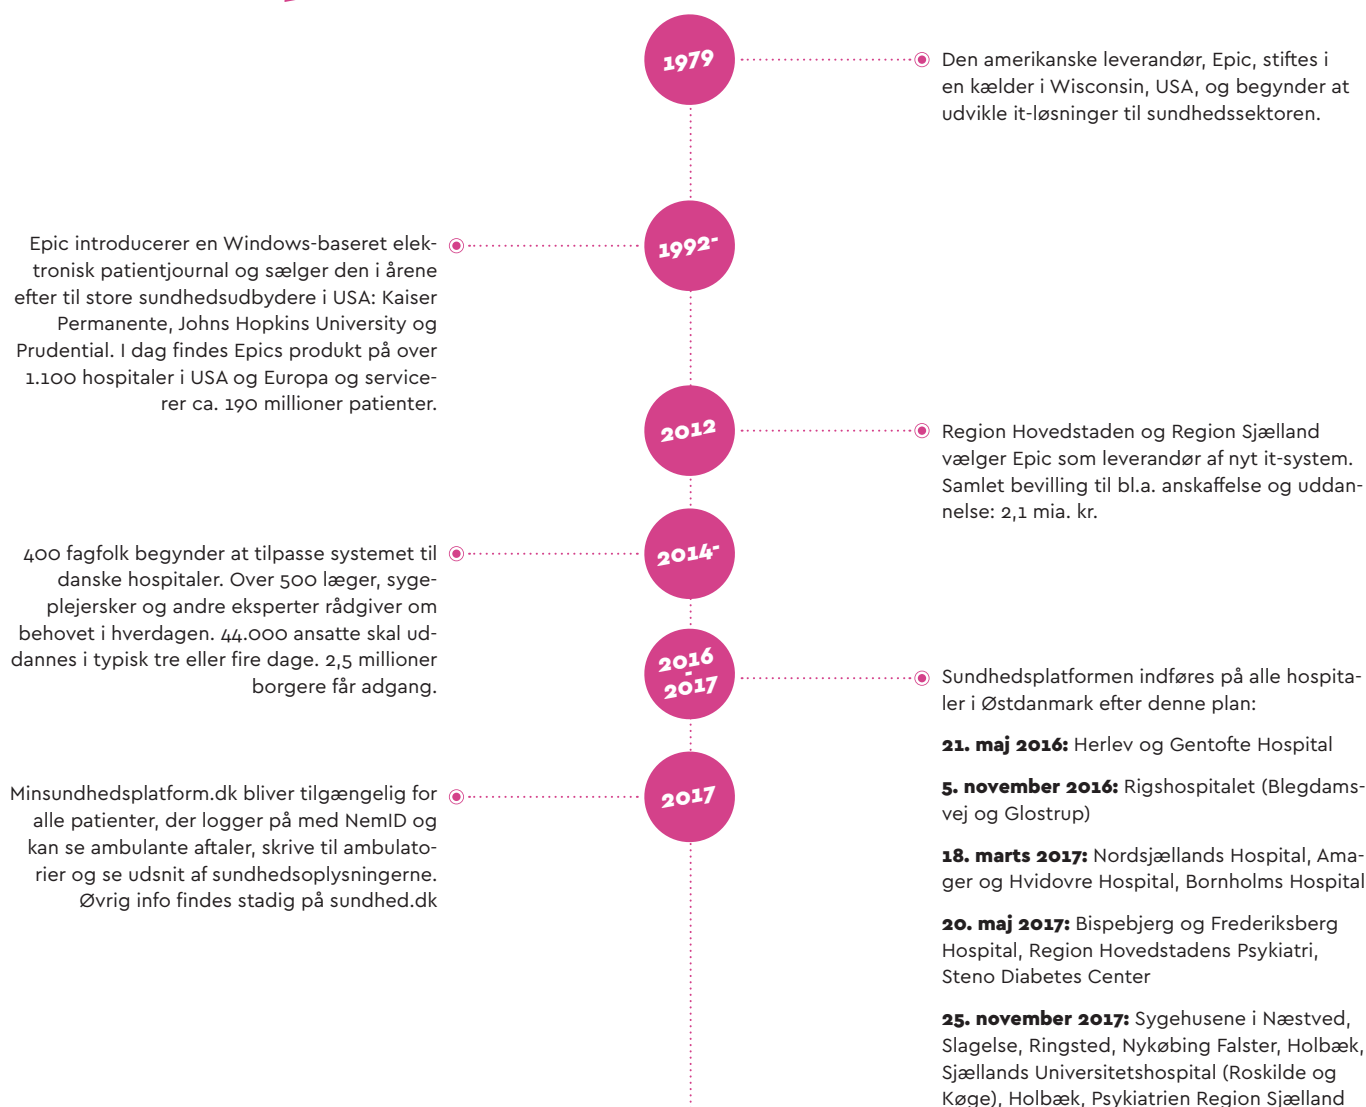 1979
Den amerikanske leverandør, Epic, stiftes i
en kælder i Wisconsin, USA, og begynder at
udvikle it-løsninger til sundhedssektoren.
1992-
Epic introducerer en Windows-baseret elek-
tronisk patientjournal og sælger den i årene
efter til store sundhedsudbydere i USA: Kaiser
Permanente, Johns Hopkins University og
Prudential. I dag findes Epics produkt på over
1.100 hospitaler i USA og Europa og service-
rer ca. 190 millioner patienter.
2012
Region Hovedstaden og Region Sjælland
vælger Epic som leverandør af nyt it-system.
Samlet bevilling til bl.a. anskaffelse og uddan-
nelse: 2,1 mia. kr.
2014-
400 fagfolk begynder at tilpasse systemet til
danske hospitaler. Over 500 læger, syge-
plejersker og andre eksperter rådgiver om
behovet i hverdagen. 44.000 ansatte skal ud-
dannes i typisk tre eller fire dage. 2,5 millioner
borgere får adgang.
2016
-
2017
Sundhedsplatformen indføres på alle hospita-
ler i Østdanmark efter denne plan:
21. maj 2016: Herlev og Gentofte Hospital
5. november 2016: Rigshospitalet (Blegdams-
vej og Glostrup)
18. marts 2017: Nordsjællands Hospital, Ama-
ger og Hvidovre Hospital, Bornholms Hospital
20. maj 2017: Bispebjerg og Frederiksberg
Hospital, Region Hovedstadens Psykiatri,
Steno Diabetes Center
25. november 2017: Sygehusene i Næstved,
Slagelse, Ringsted, Nykøbing Falster, Holbæk,
Sjællands Universitetshospital (Roskilde og
Køge), Holbæk, Psykiatrien Region Sjælland
2017
Minsundhedsplatform.dk bliver tilgængelig for
alle patienter, der logger på med NemID og
kan se ambulante aftaler, skrive til ambulato-
rier og se udsnit af sundhedsoplysningerne.
Øvrig info findes stadig på sundhed.dk